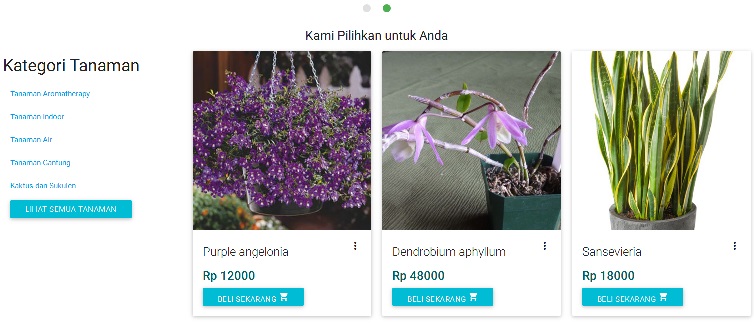 Kami Pilihkan untuk Anda
Kategori Tanaman
Tanaman Aromatherapy
Tanaman Indoor
Tanaman Air
Tanaman Gantung
Kaktus dan Sukulen
LIHAT SEMUA TANAMAN
Purple angelonia
Rp 12000
BELI SEKARANG
Dendrobium aphyllum
Rp 48000
BELI SEKARANG
Sansevieria
Rp 18000
BELI SEKARANG